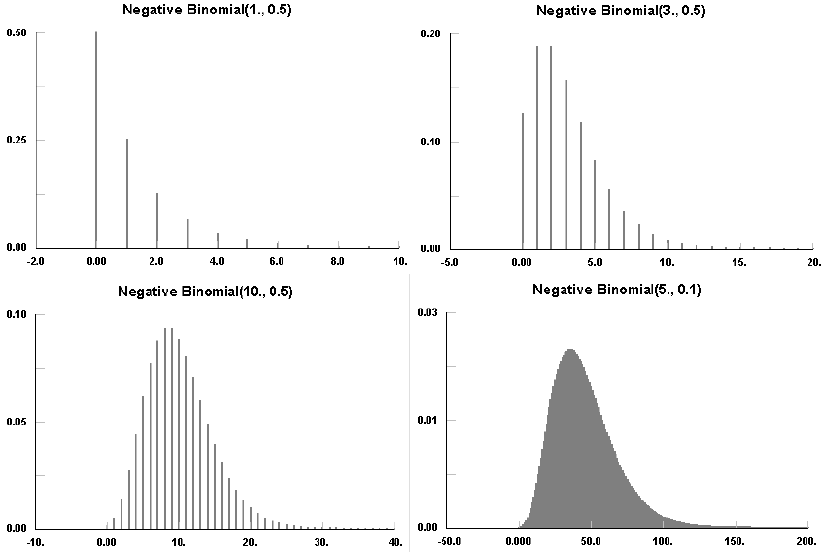 Negative Binomial(1., 0.5)
0.50
0.25
0.00
-2.0 0.00 2.0 4.0 6.0 8.0 10.
Negative Binomial(3., 0.5)
0.20
0.10
0.00
-5.0 0.00 5.0 10. 15. 20.
Negative Binomial(10., 0.5)
0.10
0.05
0.00
-10. 0.00 10. 20. 30. 40.
Negative Binomial(5., 0.1)
0.03
0.01
0.00
-50.0 0.000 50.0 100. 150. 200.